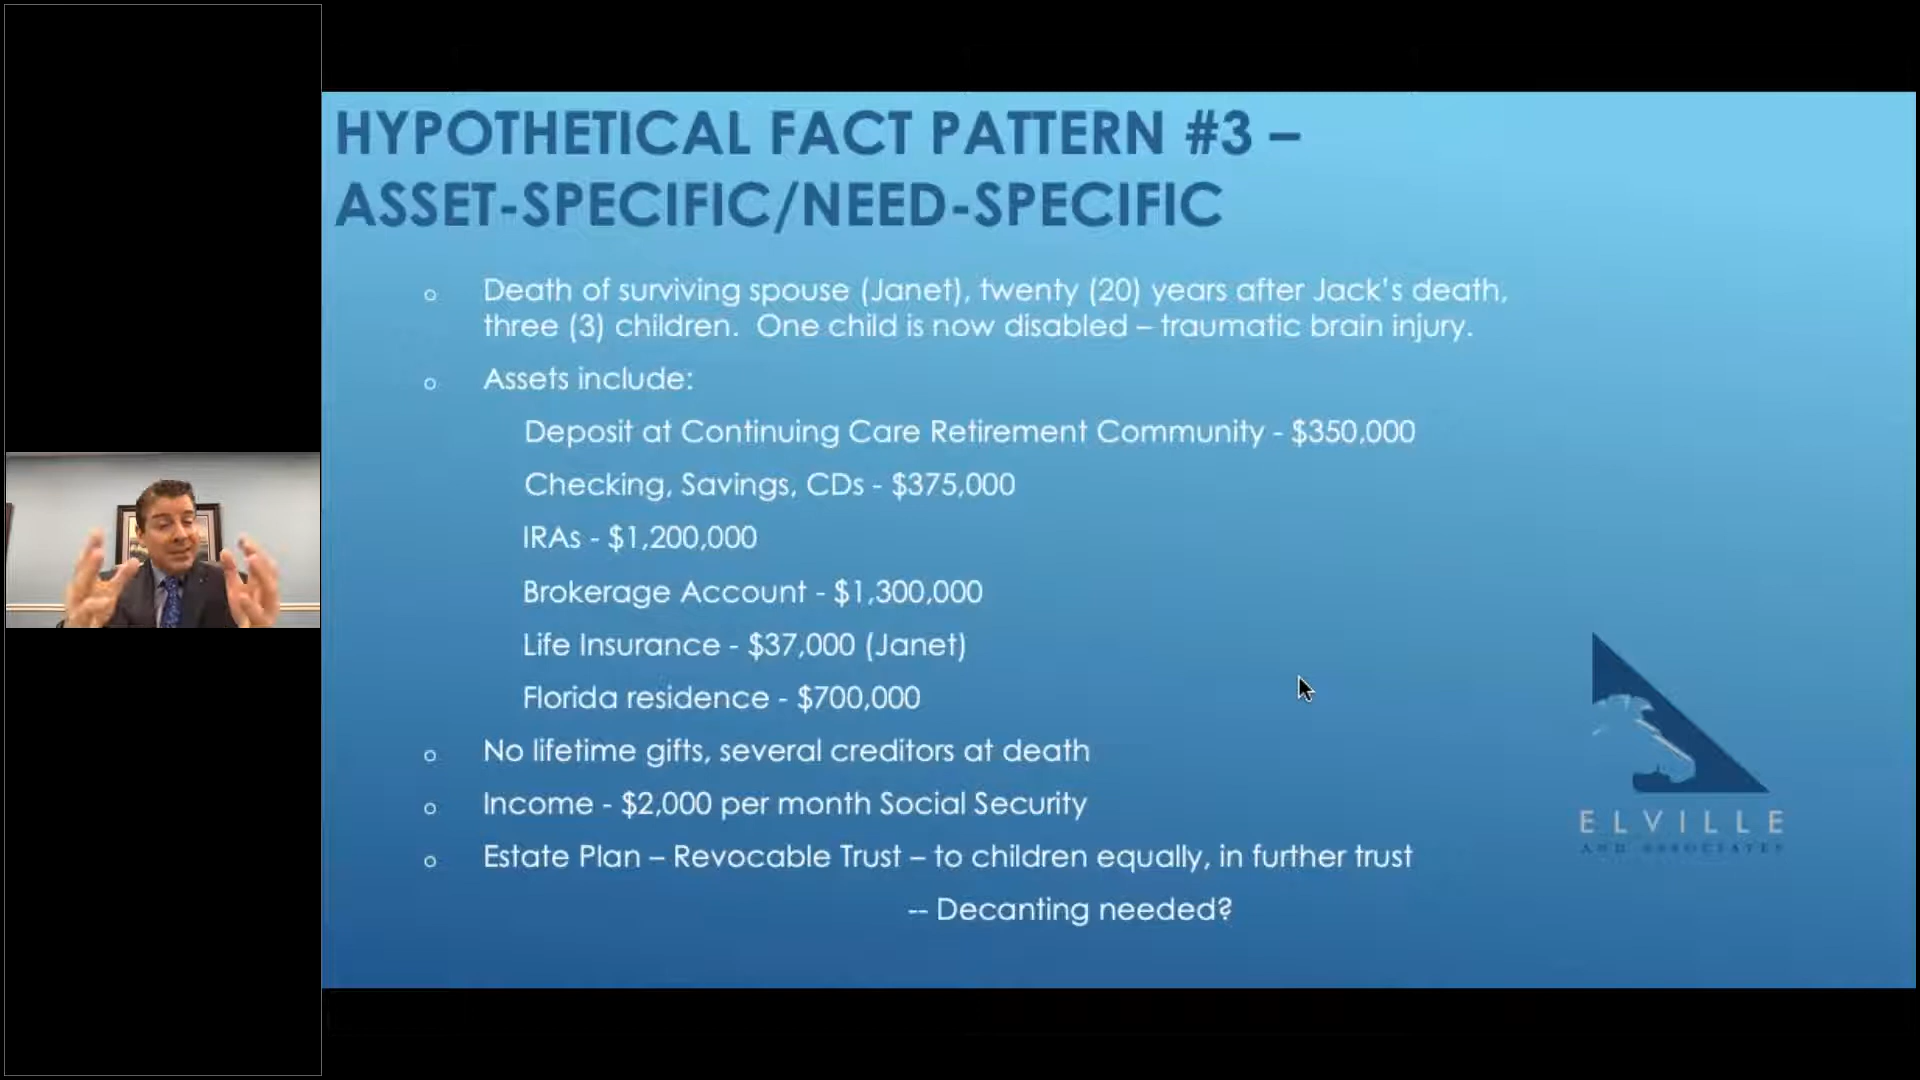 HYPOTHETICAL FACT PATTERN #3 –
ASSET-SPECIFIC/NEED-SPECIFIC
Death of surviving spouse (Janet), twenty (20) years after Jack's death,
three (3) children. One child is now disabled – traumatic brain injury.
Assets include:
Deposit at Continuing Care Retirement Community - $350,000
Checking, Savings, CDs - $375,000
IRAs - $1,200,000
Brokerage Account - $1,300,000
Life Insurance - $37,000 (Janet)
Florida residence - $700,000
No lifetime gifts, several creditors at death
Income - $2,000 per month Social Security
Estate Plan – Revocable Trust – to children equally, in further trust
-- Decanting needed?
ELVILLE
AND ASSOCIATES